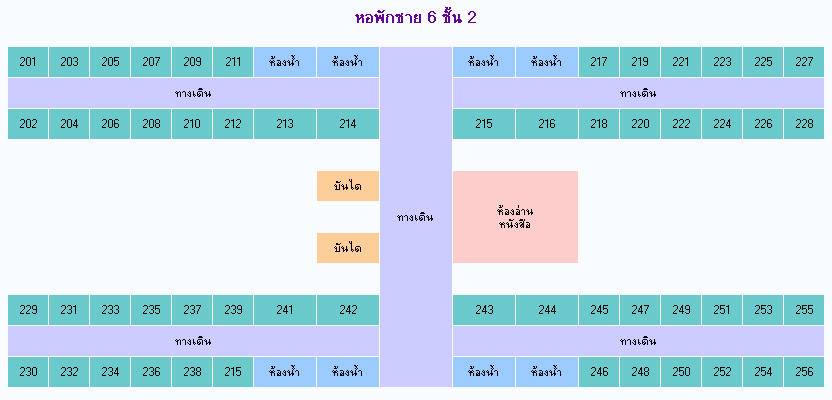 หอพักชาย 6 ชั้น 2
201 203 205 207 209 211 ห้องน้ำ ห้องน้ำ ห้องน้ำ ห้องน้ำ 217 219 221 223 225 227
ทางเดิน ทางเดิน
202 204 206 208 210 212 213 214 215 216 218 220 222 224 226 228
บันได
ห้องอ่าน
หนังสือ
ทางเดิน
บันได
229 231 233 235 237 239 241 242 243 244 245 247 249 251 253 255
ทางเดิน ทางเดิน
230 232 234 236 238 215 ห้องน้ำ ห้องน้ำ ห้องน้ำ ห้องน้ำ 246 248 250 252 254 256